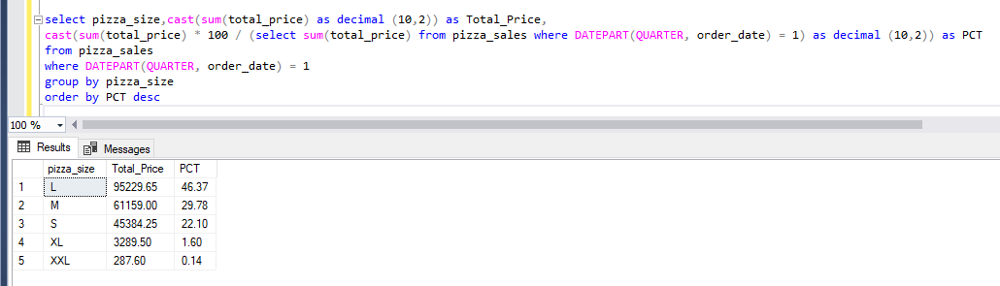 select pizza_size,cast(sum(total_price) as decimal (10,2)) as Total_Price,
cast(sum(total_price) * 100 / (select sum(total_price) from pizza_sales where DATEPART(QUARTER, order_date) = 1) as decimal (10,2)) as PCT
from pizza_sales
where DATEPART(QUARTER, order_date) = 1
group by pizza_size
order by PCT desc
100 %
Results Messages
pizza_size Total_Price PCT
1 L 95229.65 46.37
2 M 61159.00 29.78
3 S 45384.25 22.10
4 XL 3289.50 1.60
5 XXL 287.60 0.14